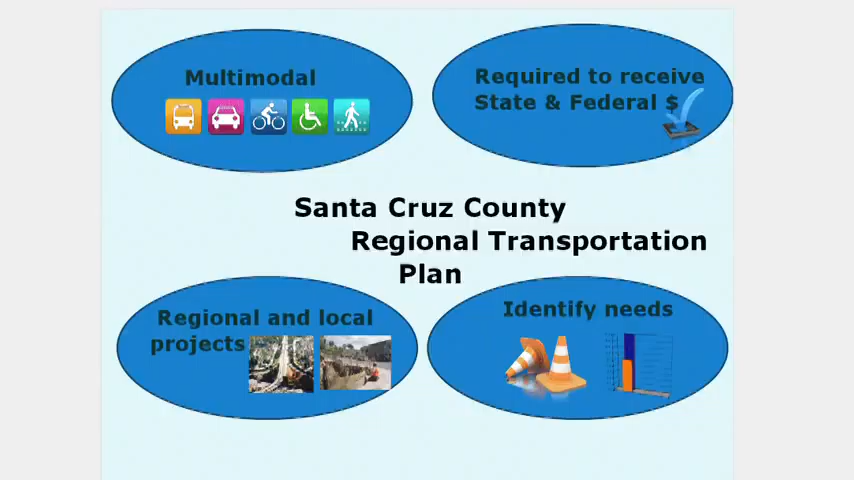 Multimodal
Required to receive
State & Federal $
Santa Cruz County
Regional Transportation
Plan
Regional and local
projects
Identify needs